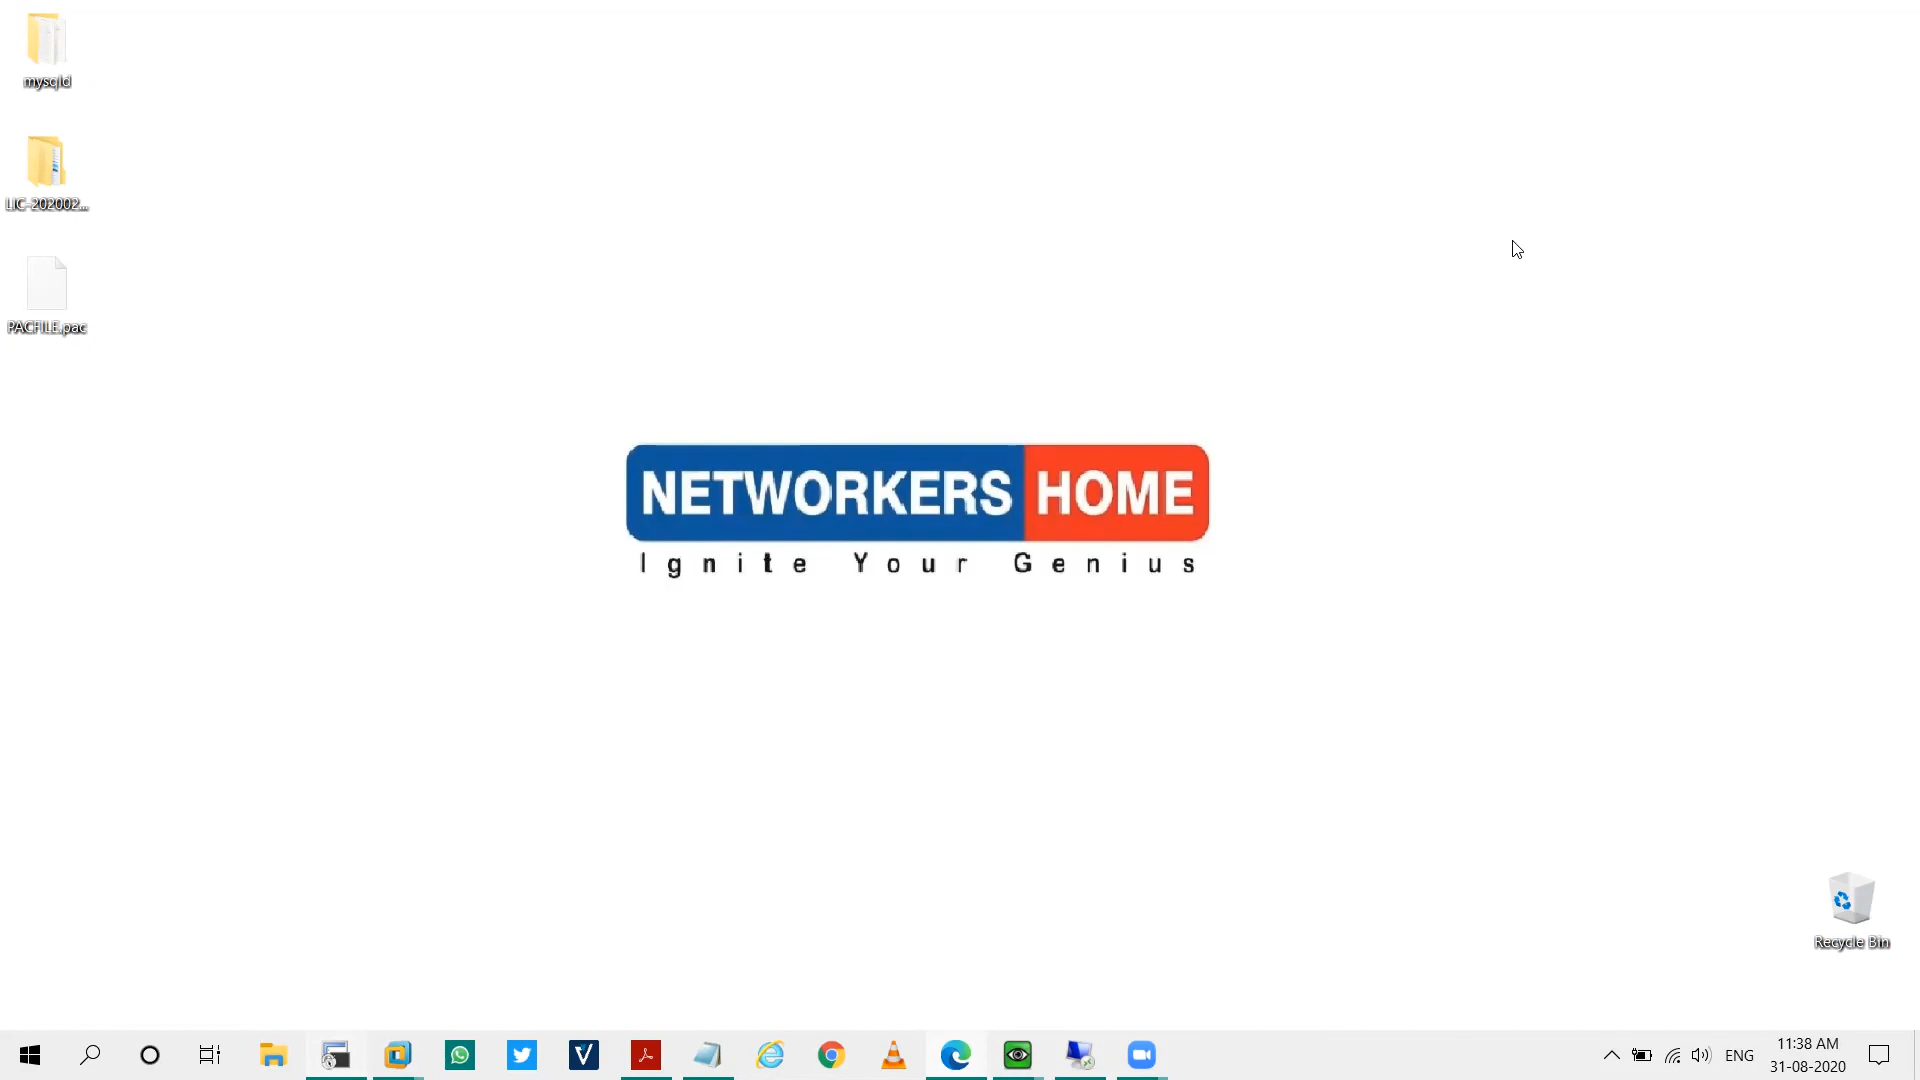 mysqld
LIC-202002...
PACFILE.pac
NETWORKERS HOME
Ignite Your Genius
Recycle Bin
ENG
11:38 AM
31-08-2020